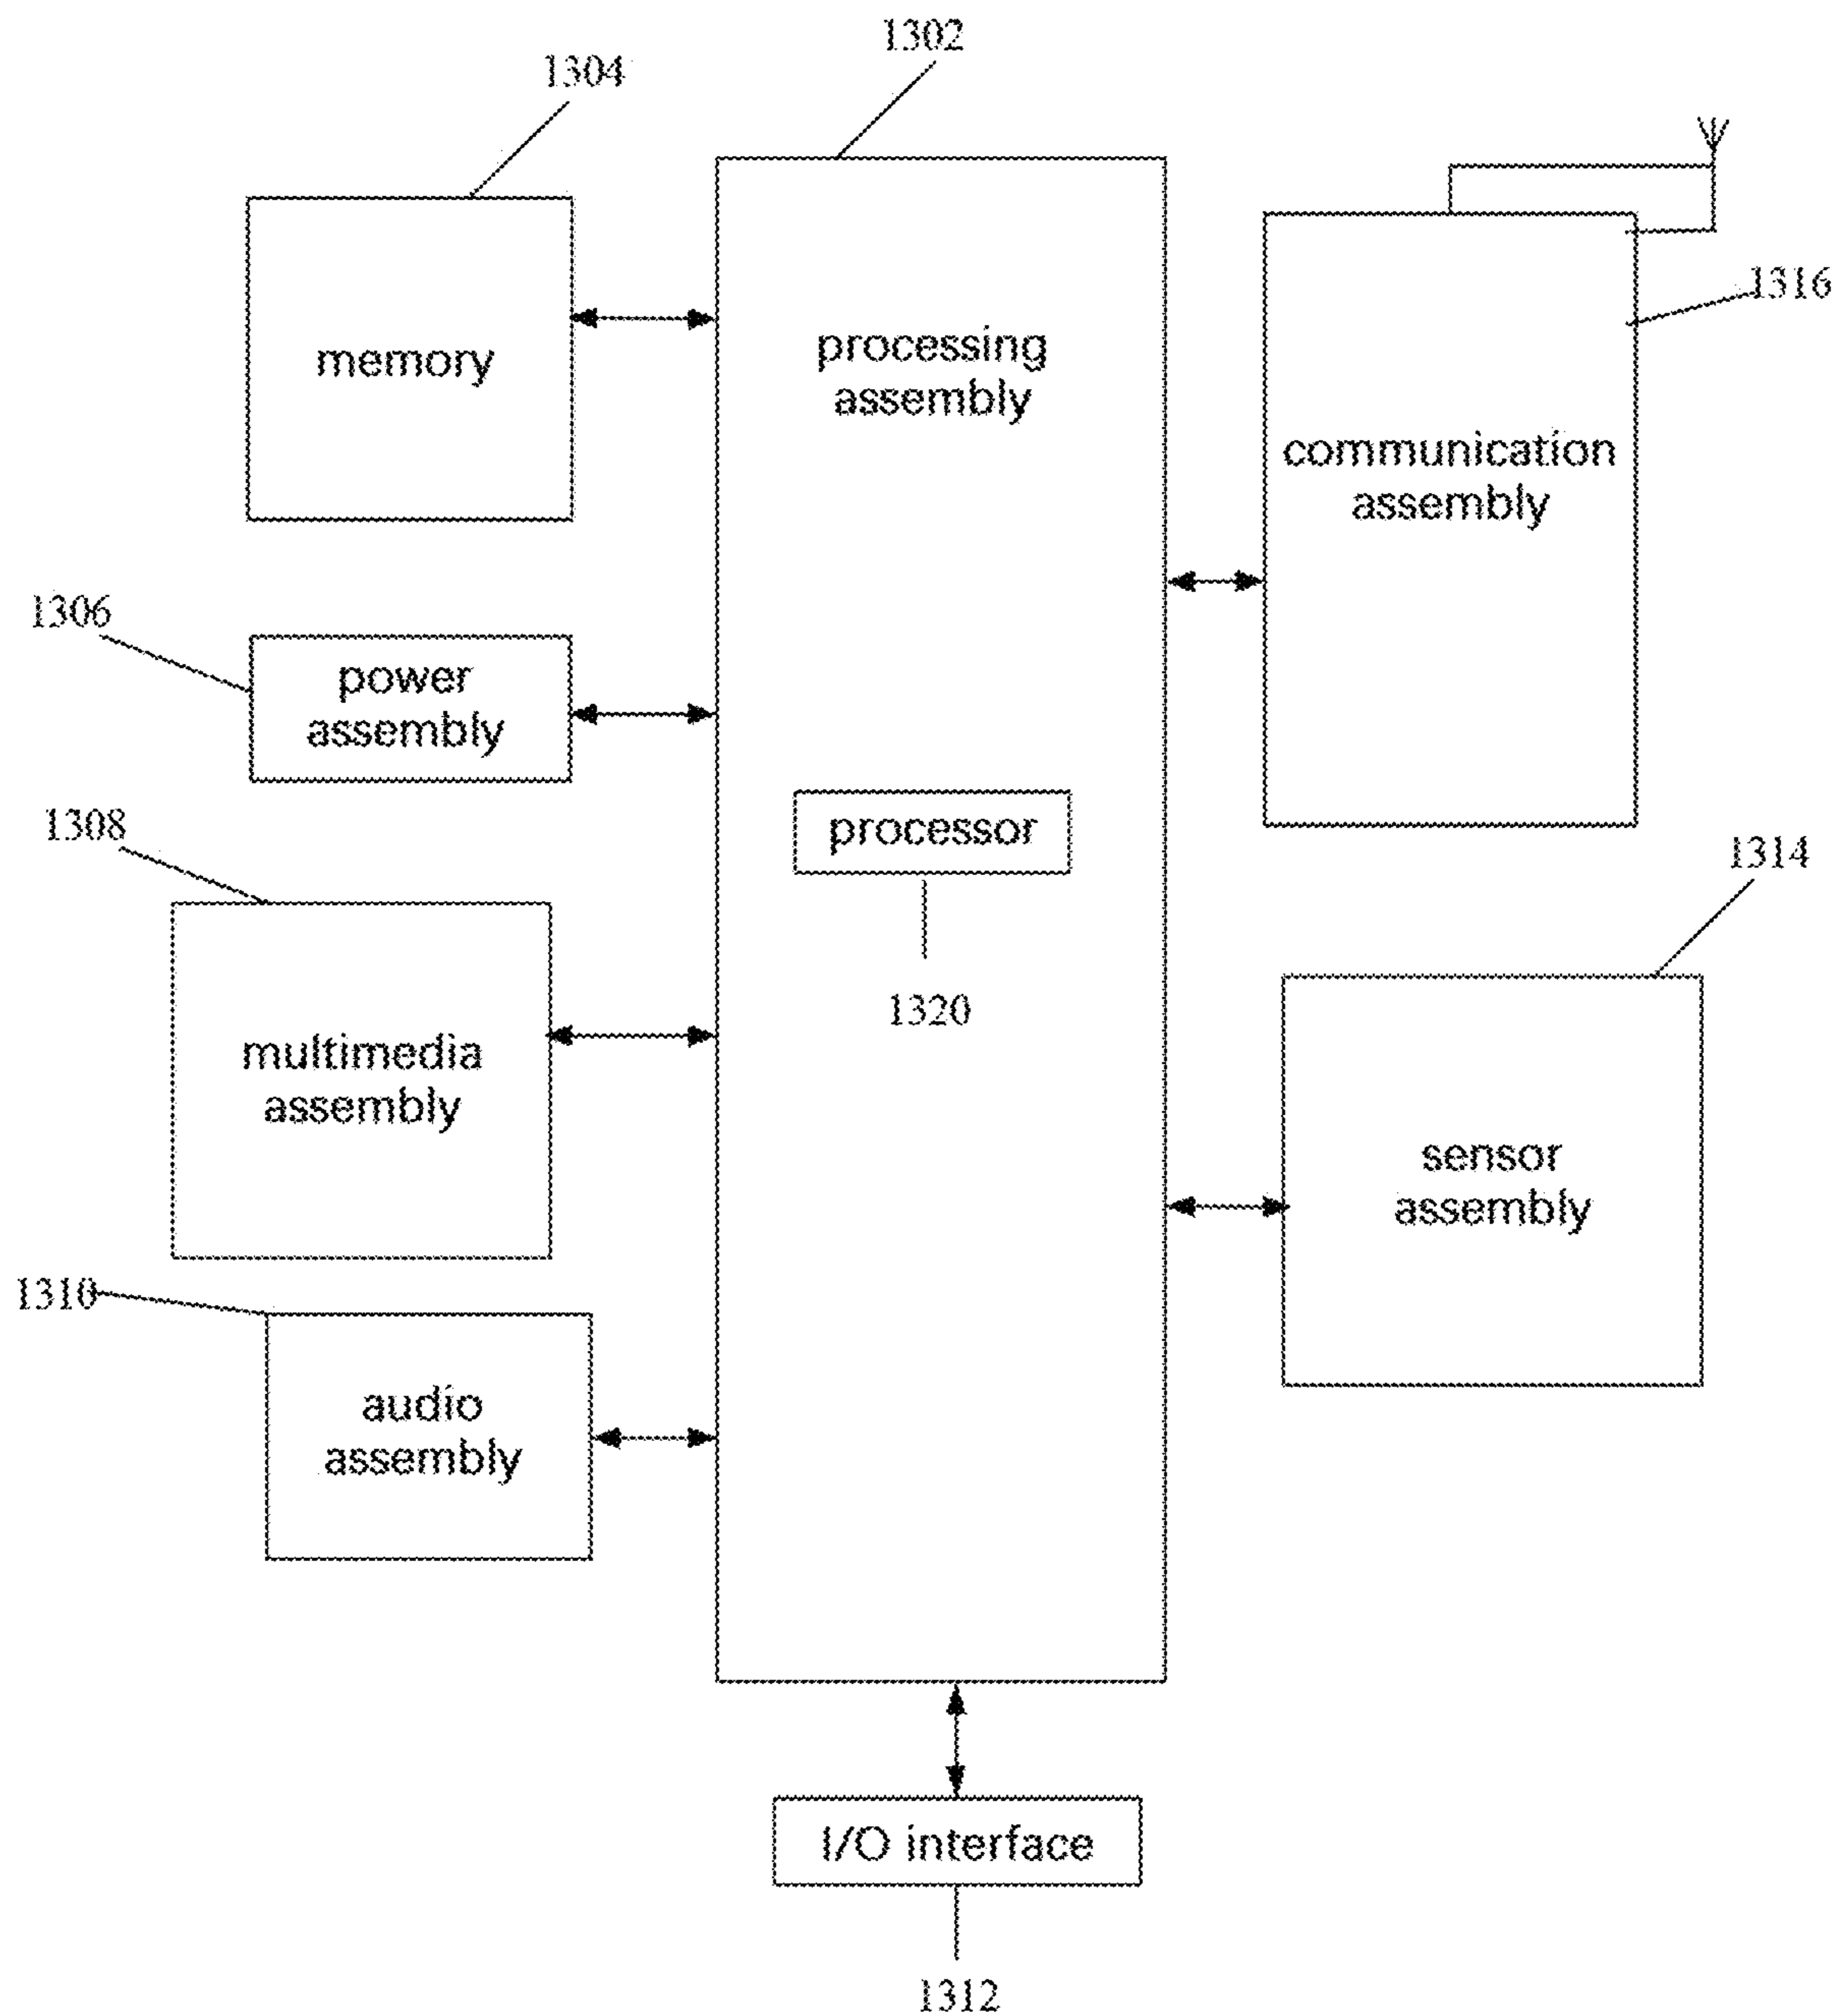 1302
1304
1316
memory
processing
assembly
communication
assembly
1306
power
assembly
1308
processor
1314
1320
multimedia
assembly
sensor
assembly
1310
audio
assembly
I/O interface
1312